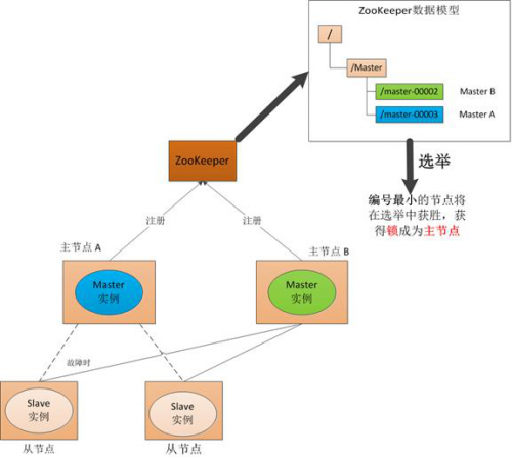 ZooKeeper数据模型
/
/Master
/master-00002 Master B
/master-00003 Master A
选举
编号最小的节点将
在选举中获胜，获
得锁成为主节点
ZooKeeper
注册 注册
主节点 A
主节点 B
Master
实例
Master
实例
故障时
Slave
实例
Slave
实例
从节点
从节点